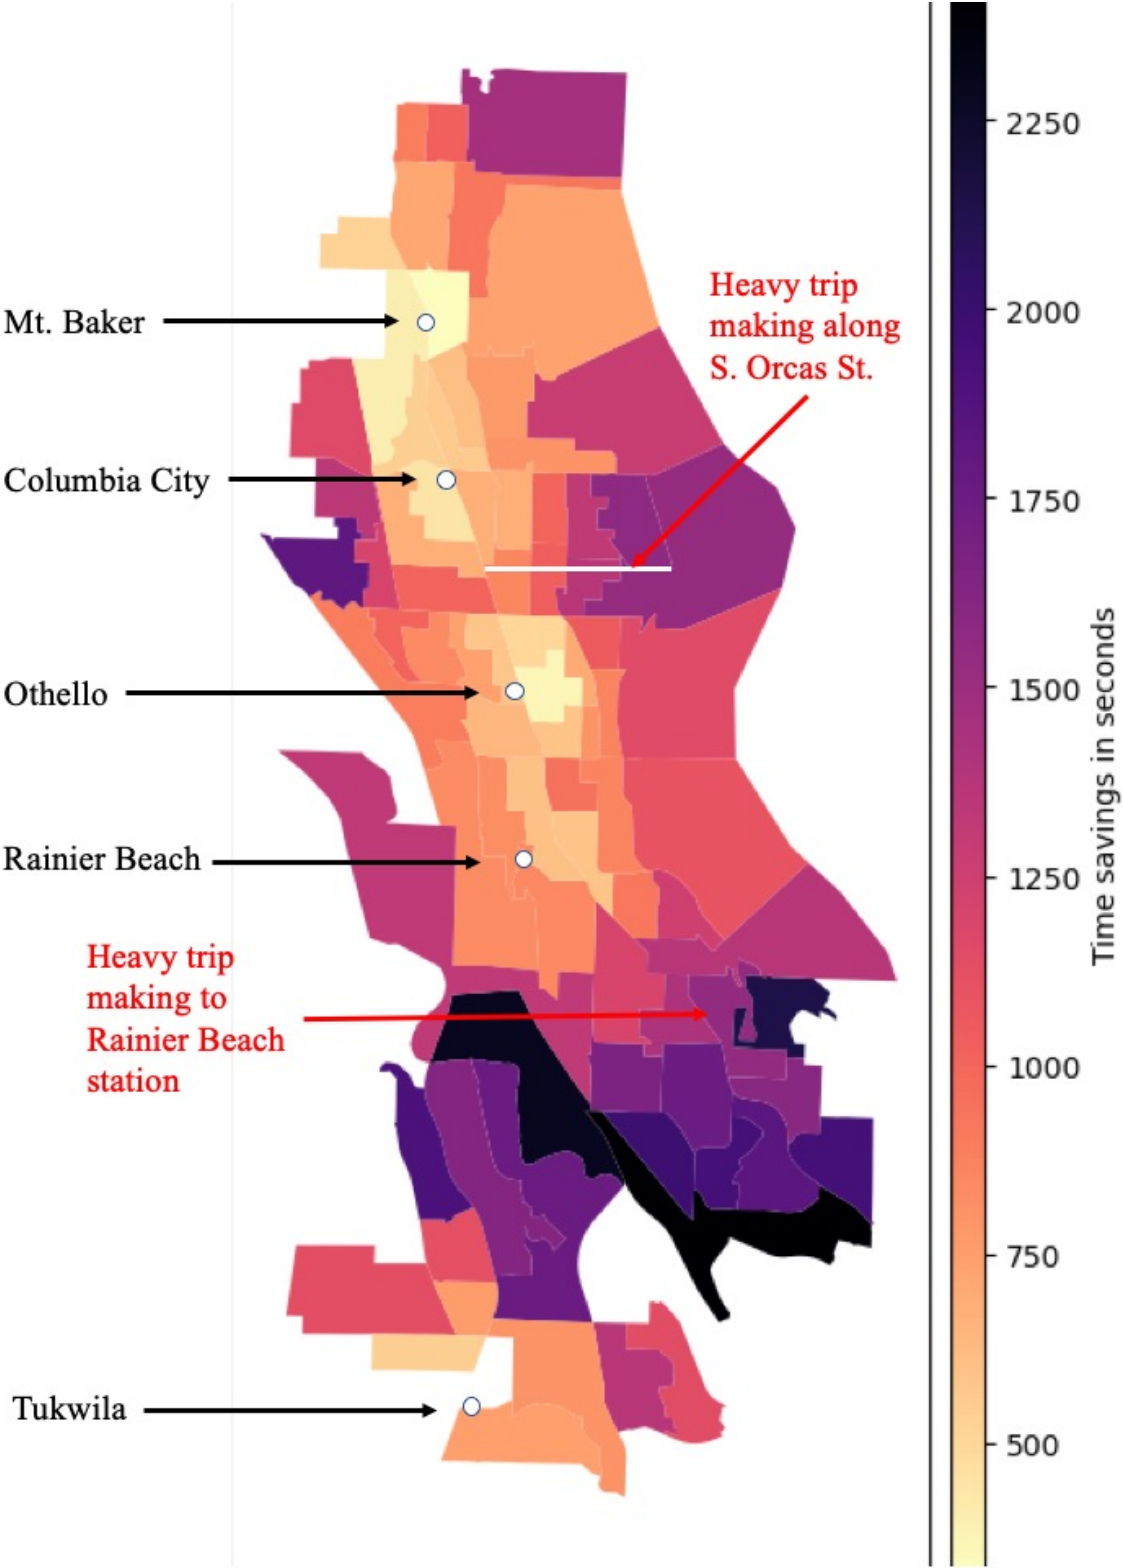 Mt. Baker
Heavy trip
making along
S. Orcas St.
Columbia City
Othello
Rainier Beach
Heavy trip
making to
Rainier Beach
station
Tukwila
2250
2000
1750
1500
1250
1000
750
500
Time savings in seconds